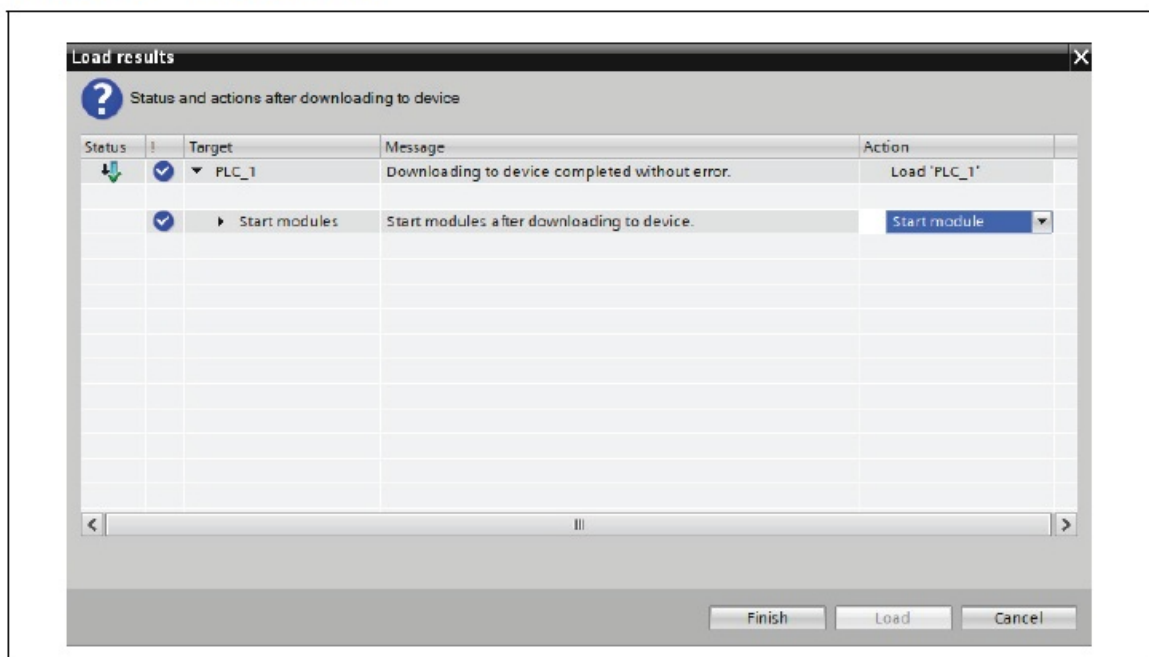 Load results
Status and actions after downloading to device
Status ! Target Message Action
PLC_1 Downloading to device completed without error. Load 'PLC_1'
Start modules Start modules after downloading to device. Start module
Finish Load Cancel